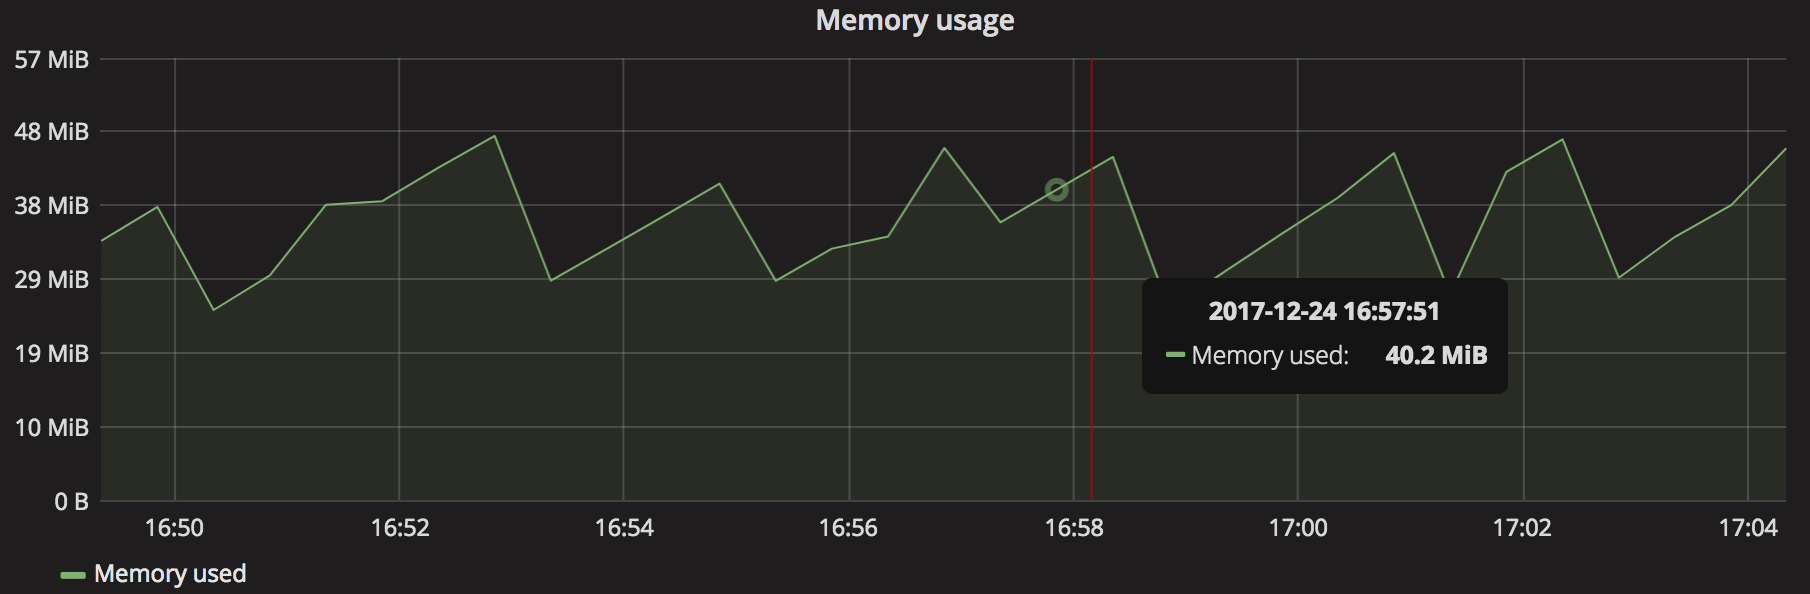 Memory usage
57 MiB
48 MiB
38 MiB
29 MiB
19 MiB
10 MiB
0 B
2017-12-24 16:57:51
Memory used: 40.2 MiB
16:50 16:52 16:54 16:56 16:58 17:00 17:02 17:04
Memory used